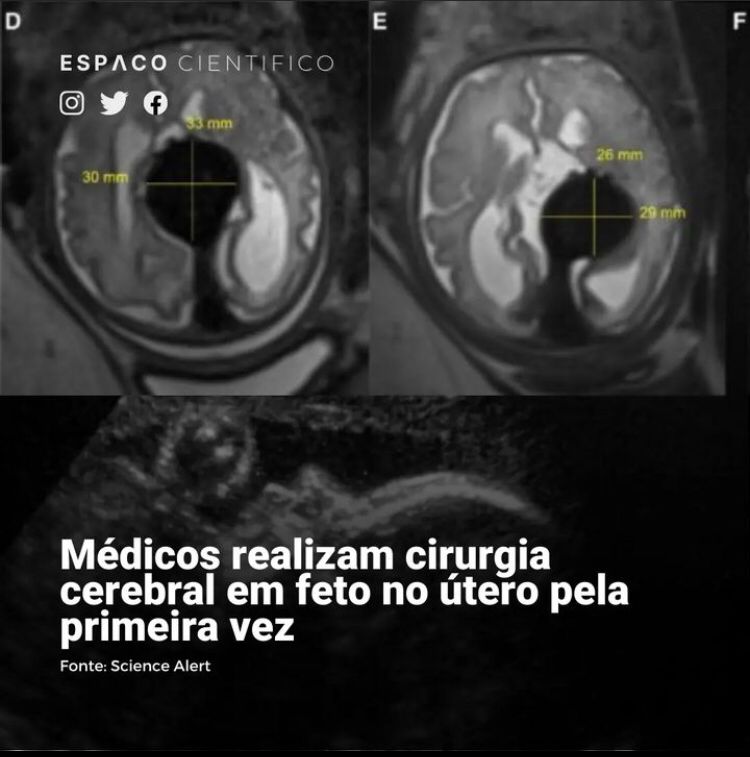 D
E
F
ESPΛCO CIENTIFICO
33 mm
30 mm
26 mm
29 mm
Médicos realizam cirurgia
cerebral em feto no útero pela
primeira vez
Fonte: Science Alert